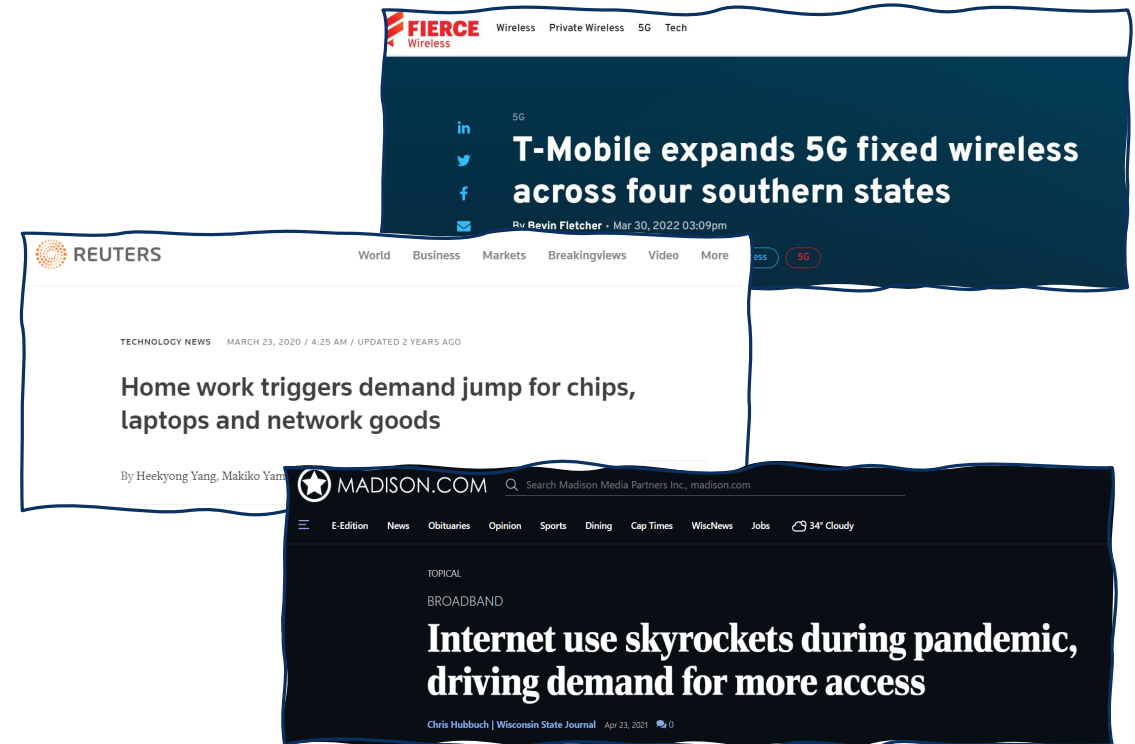 FIERCE
Wireless
Wireless Private Wireless 5G Tech
5G
in
T-Mobile expands 5G fixed wireless
across four southern states
By Bevin Fletcher • Mar 30, 2022 03:09pm
5G
REUTERS
World Business Markets Breakingviews Video More
TECHNOLOGY NEWS MARCH 23, 2020 / 4:25 AM / UPDATED 2 YEARS AGO
Home work triggers demand jump for chips,
laptops and network goods
By Heekyong Yang, Makiko
MADISON.COM Search Madison Media Partners Inc., madison.com
E-Edition News Obituaries Opinion Sports Dining Cap Times WiscNews Jobs 34° Cloudy
TOPICAL
BROADBAND
Internet use skyrockets during pandemic,
driving demand for more access
Chris Hubbuch | Wisconsin State Journal Apr 23, 2021 0